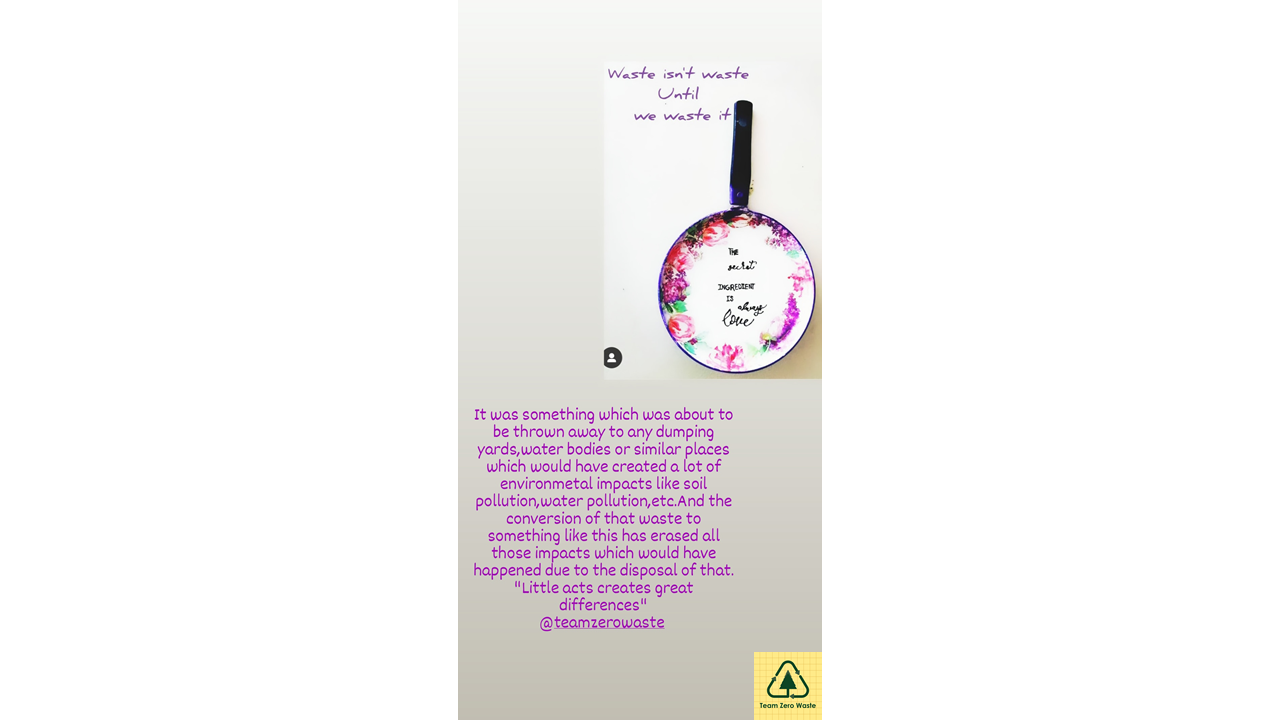 Waste isn't waste
Until
we waste it
THE
secret
INGREDIENT
IS
always
love
It was something which was about to
be thrown away to any dumping
yards,water bodies or similar places
which would have created a lot of
environmetal impacts like soil
pollution,water pollution,etc.And the
conversion of that waste to
something like this has erased all
those impacts which would have
happened due to the disposal of that.
"Little acts creates great
differences"
@teamzerowaste
Team Zero Waste